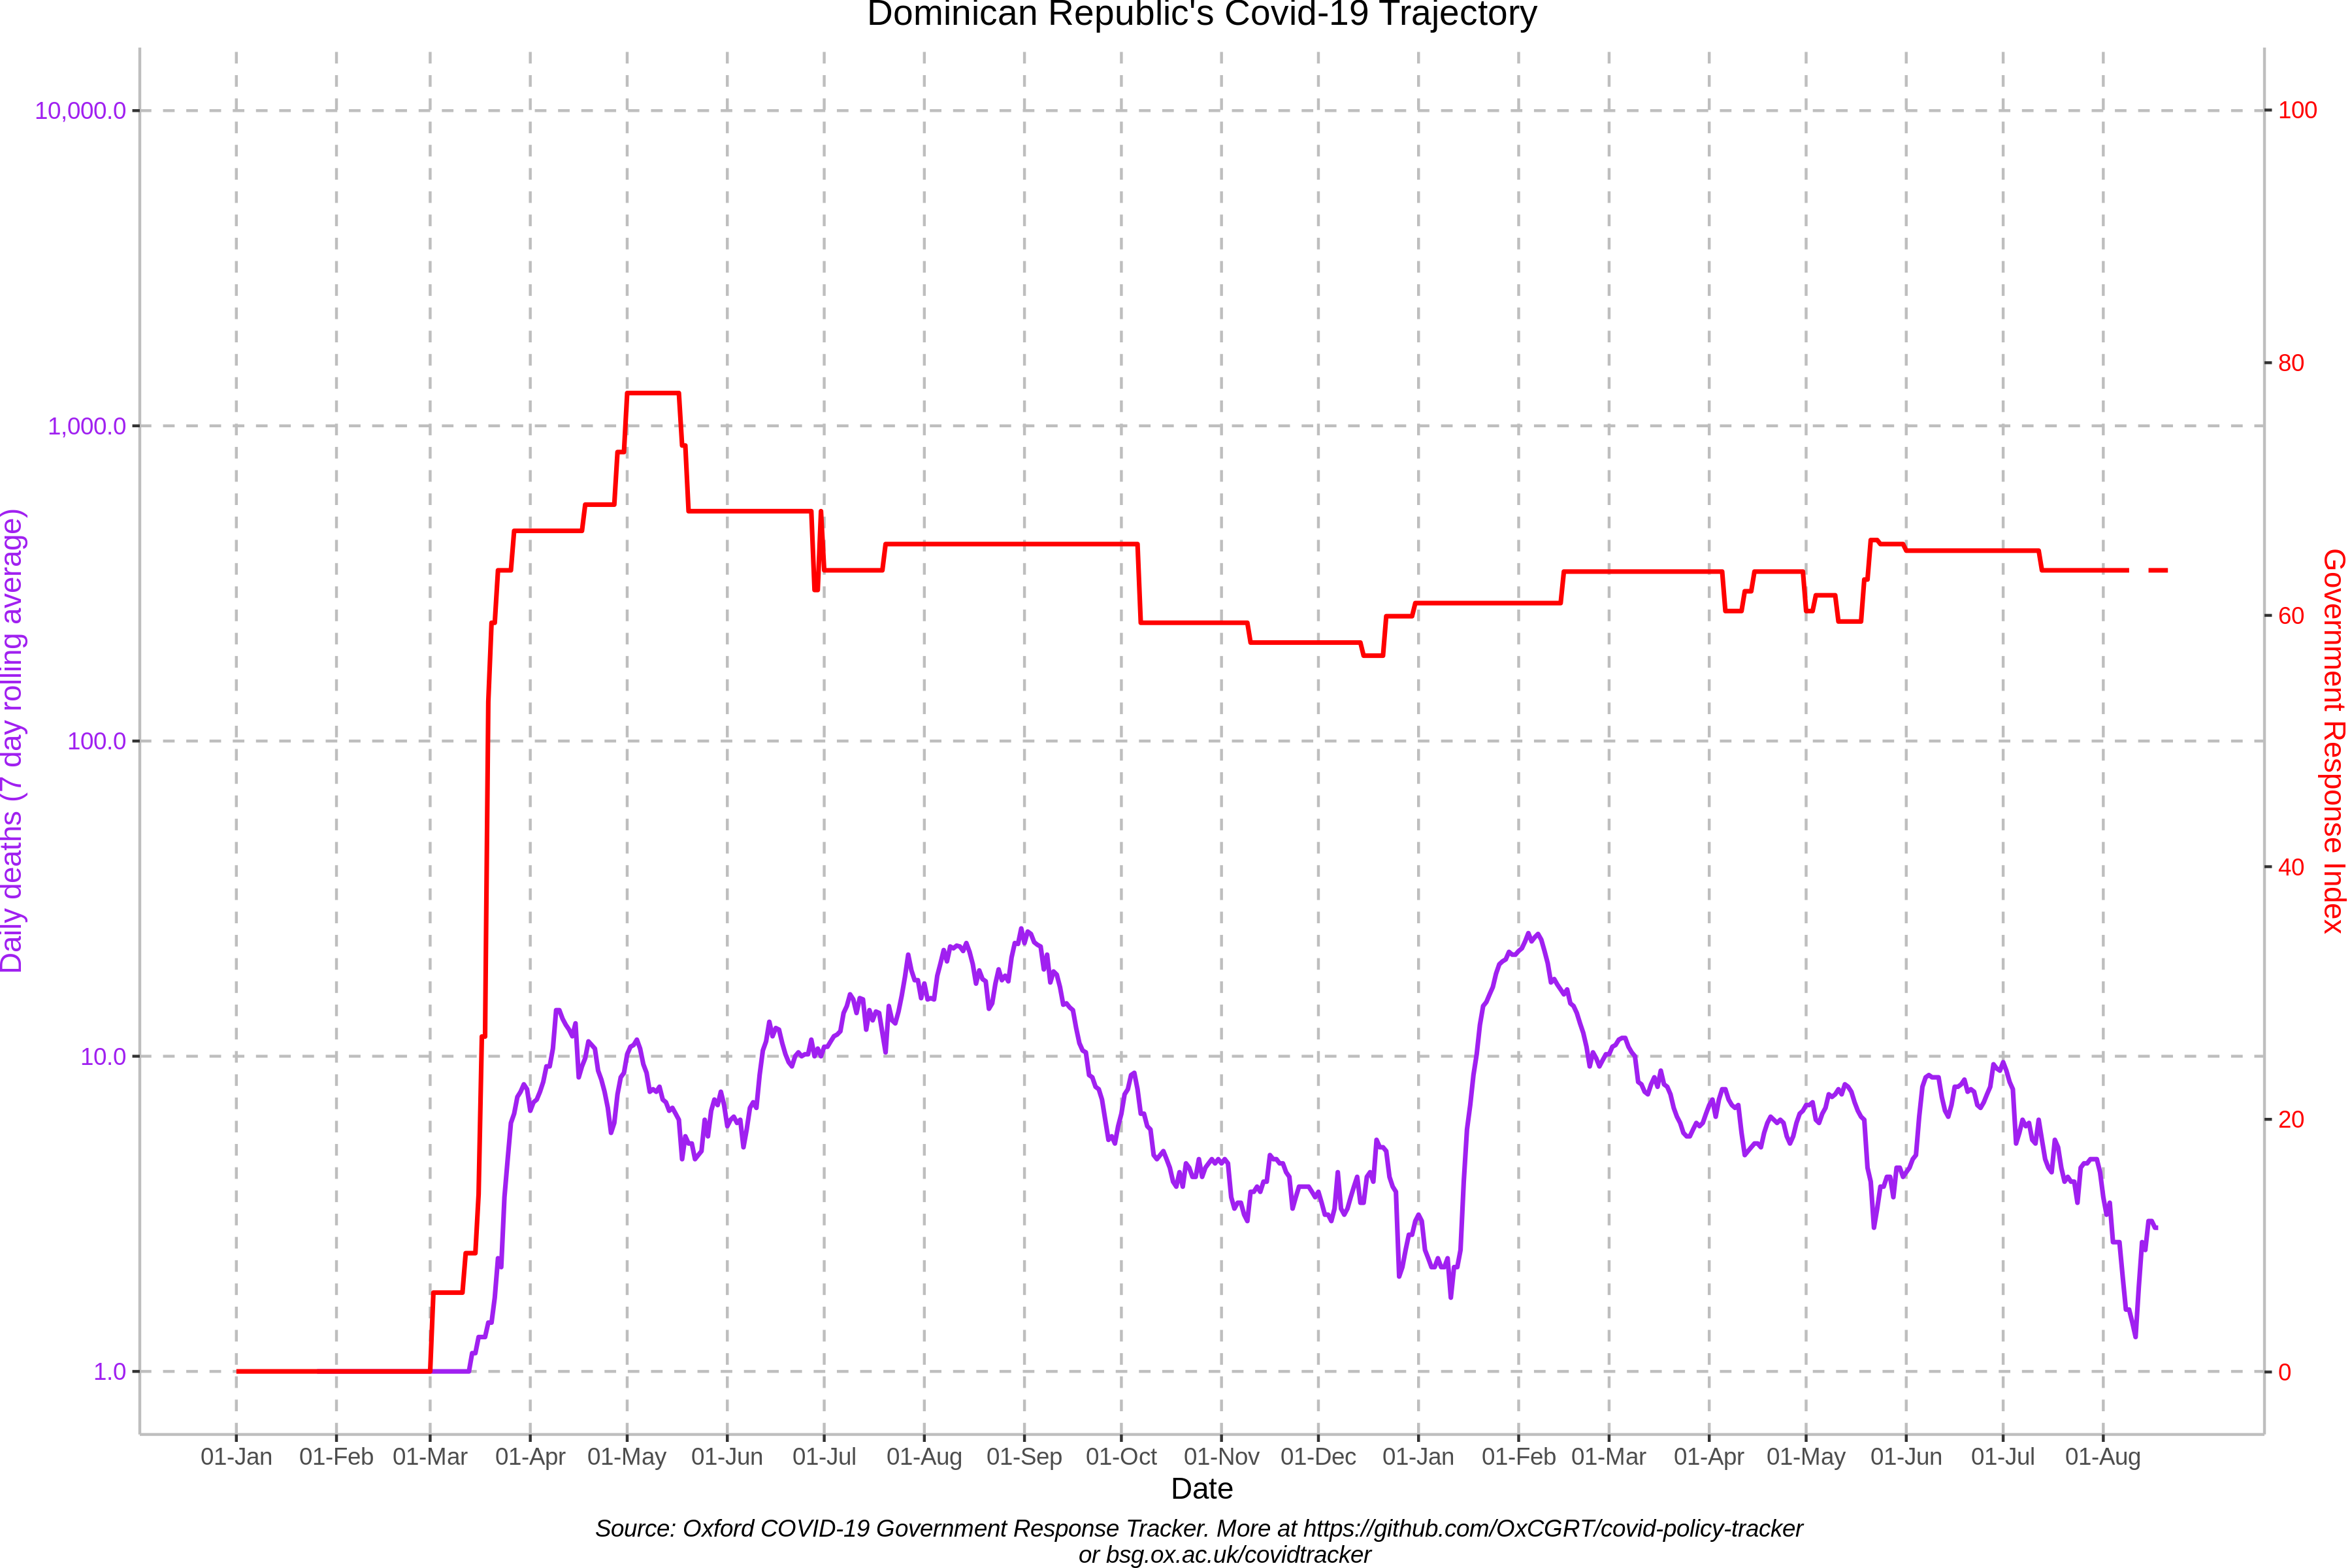 Dominican Republic's Covid-19 Trajectory
10,000.0
1,000.0
100.0
10.0
1.0
Daily deaths (7 day rolling average)
100
80
60
40
20
0
Government Response Index
01-Jan 01-Feb 01-Mar 01-Apr 01-May 01-Jun 01-Jul 01-Aug 01-Sep 01-Oct 01-Nov 01-Dec 01-Jan 01-Feb 01-Mar 01-Apr 01-May 01-Jun 01-Jul 01-Aug
Date
Source: Oxford COVID-19 Government Response Tracker. More at https://github.com/OxCGRT/covid-policy-tracker
or bsg.ox.ac.uk/covidtracker